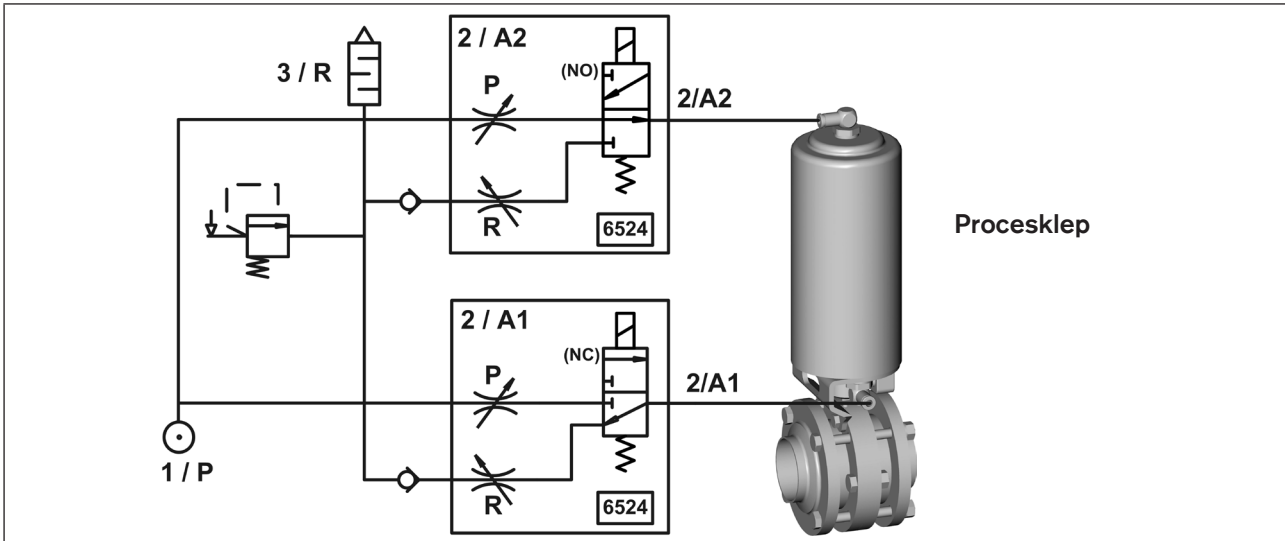 2 / A2
3 / R
(NO)
P
2/A2
R
6524
Procesklep
2 / A1
(NC)
P
2/A1
R
6524
1 / P